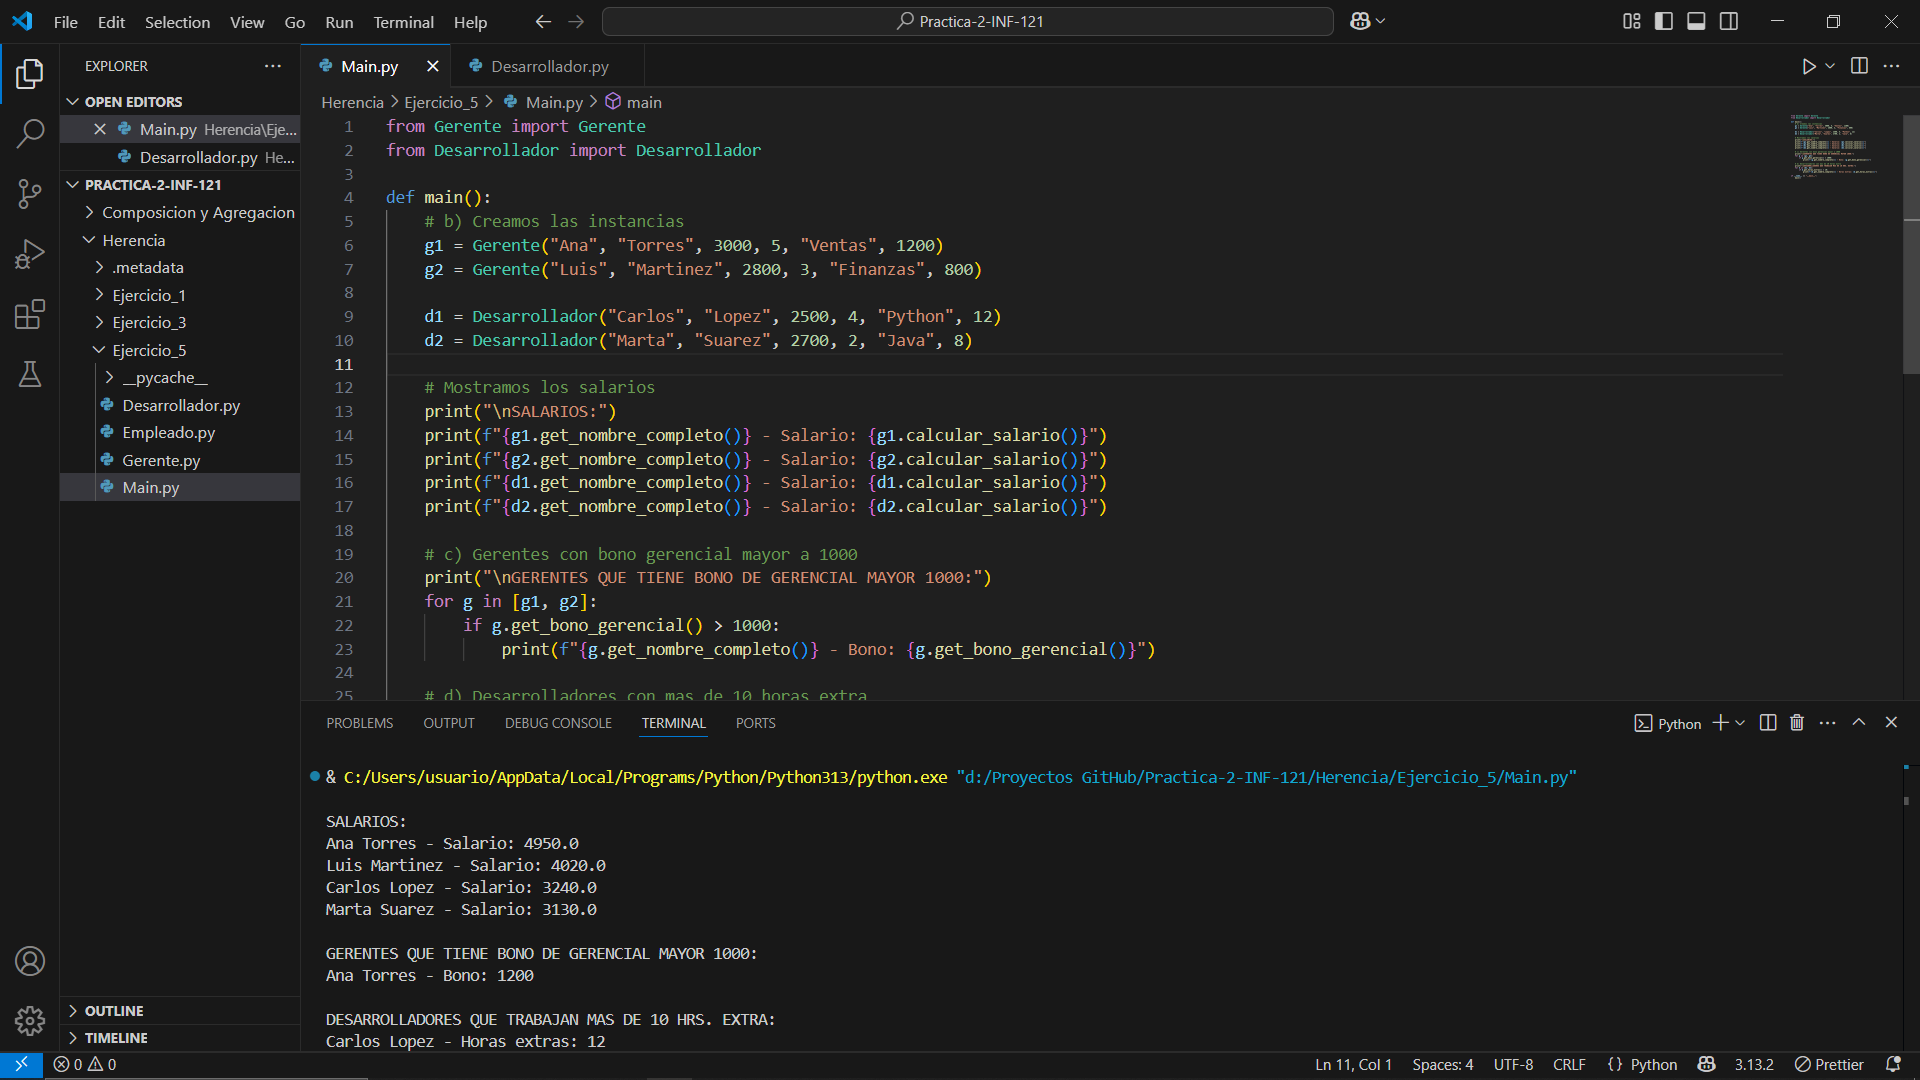 File Edit Selection View Go Run Terminal Help
Practica-2-INF-121
EXPLORER
OPEN EDITORS
Main.py Herencia\Eje...
Desarrollador.py He...
PRACTICA-2-INF-121
Composicion y Agregacion
Herencia
.metadata
Ejercicio_1
Ejercicio_3
Ejercicio_5
__pycache__
Desarrollador.py
Empleado.py
Gerente.py
Main.py
OUTLINE
TIMELINE
Main.py Desarrollador.py
Herencia > Ejercicio_5 > Main.py > main
1 from Gerente import Gerente
2 from Desarrollador import Desarrollador
3
4 def main():
5 # b) Creamos las instancias
6 g1 = Gerente("Ana", "Torres", 3000, 5, "Ventas", 1200)
7 g2 = Gerente("Luis", "Martinez", 2800, 3, "Finanzas", 800)
8
9 d1 = Desarrollador("Carlos", "Lopez", 2500, 4, "Python", 12)
10 d2 = Desarrollador("Marta", "Suarez", 2700, 2, "Java", 8)
11
12 # Mostramos los salarios
13 print("\nSALARIOS:")
14 print(f"{g1.get_nombre_completo()} - Salario: {g1.calcular_salario()}")
15 print(f"{g2.get_nombre_completo()} - Salario: {g2.calcular_salario()}")
16 print(f"{d1.get_nombre_completo()} - Salario: {d1.calcular_salario()}")
17 print(f"{d2.get_nombre_completo()} - Salario: {d2.calcular_salario()}")
18
19 # c) Gerentes con bono gerencial mayor a 1000
20 print("\nGERENTES QUE TIENE BONO DE GERENCIAL MAYOR 1000:")
21 for g in [g1, g2]:
22 if g.get_bono_gerencial() > 1000:
23 print(f"{g.get_nombre_completo()} - Bono: {g.get_bono_gerencial()}")
24
25 # d) Desarrolladores con mas de 10 horas extra
PROBLEMS OUTPUT DEBUG CONSOLE TERMINAL PORTS
Python
& C:/Users/usuario/AppData/Local/Programs/Python/Python313/python.exe "d:/Proyectos GitHub/Practica-2-INF-121/Herencia/Ejercicio_5/Main.py"
SALARIOS:
Ana Torres - Salario: 4950.0
Luis Martinez - Salario: 4020.0
Carlos Lopez - Salario: 3240.0
Marta Suarez - Salario: 3130.0
GERENTES QUE TIENE BONO DE GERENCIAL MAYOR 1000:
Ana Torres - Bono: 1200
DESARROLLADORES QUE TRABAJAN MAS DE 10 HRS. EXTRA:
Carlos Lopez - Horas extras: 12
0 0 Ln 11, Col 1 Spaces: 4 UTF-8 CRLF {} Python 3.13.2 Prettier